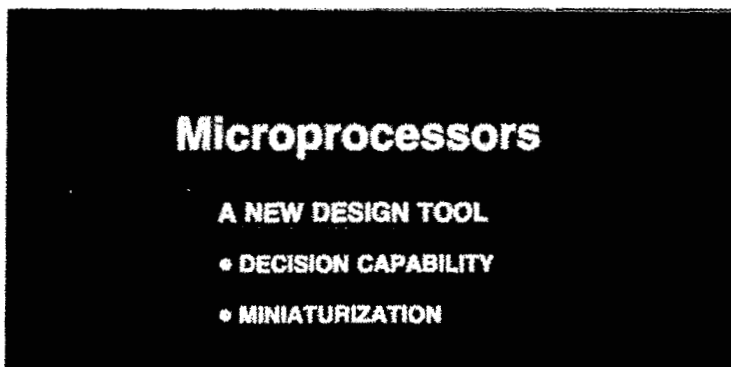 Microprocessors
A NEW DESIGN TOOL
• DECISION CAPABILITY
• MINIATURIZATION